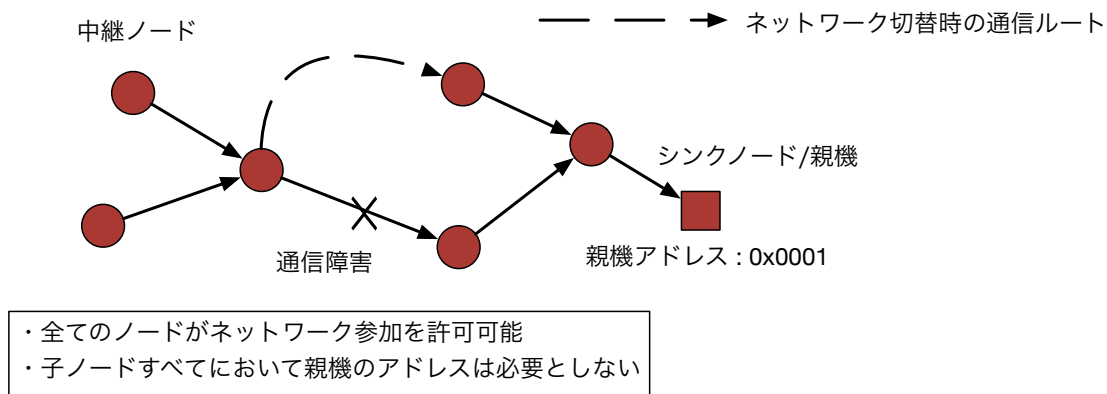 中継ノード
ネットワーク切替時の通信ルート
シンクノード/親機
通信障害
親機アドレス : 0x0001
・全てのノードがネットワーク参加を許可可能
・子ノードすべてにおいて親機のアドレスは必要としない